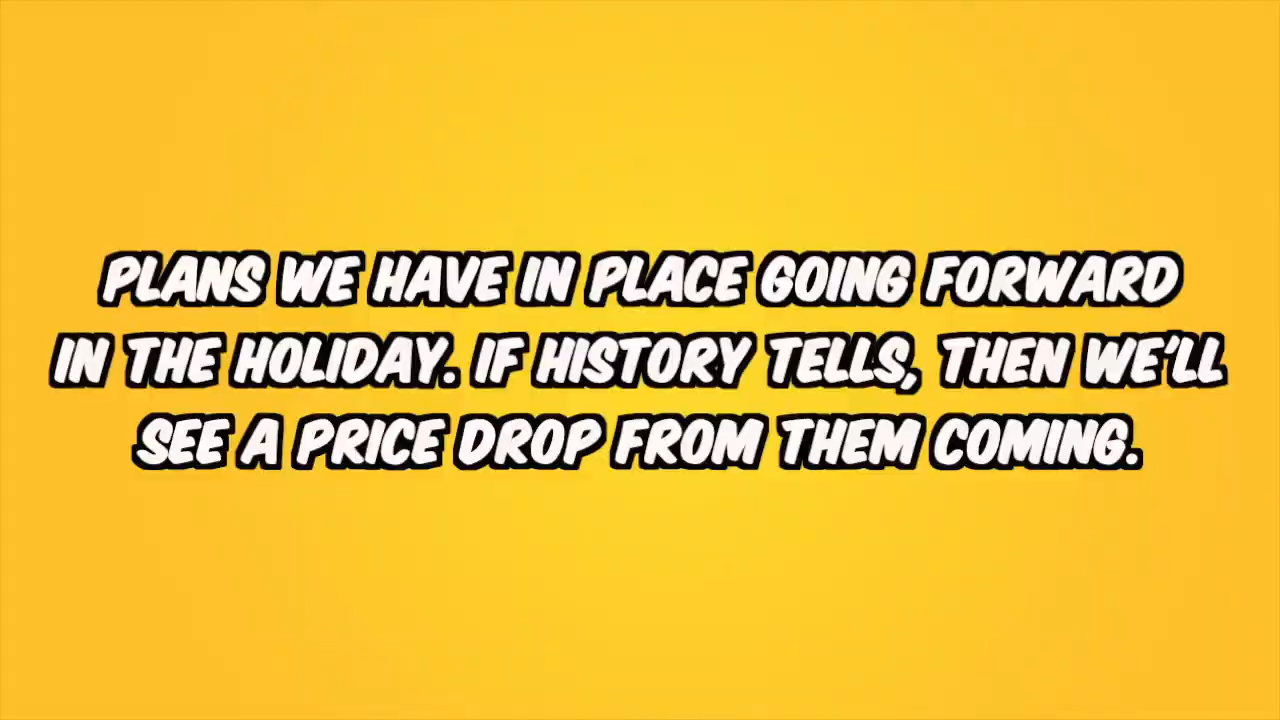 PLANS WE HAVE IN PLACE GOING FORWARD
IN THE HOLIDAY. IF HISTORY TELLS, THEN WE'LL
SEE A PRICE DROP FROM THEM COMING.